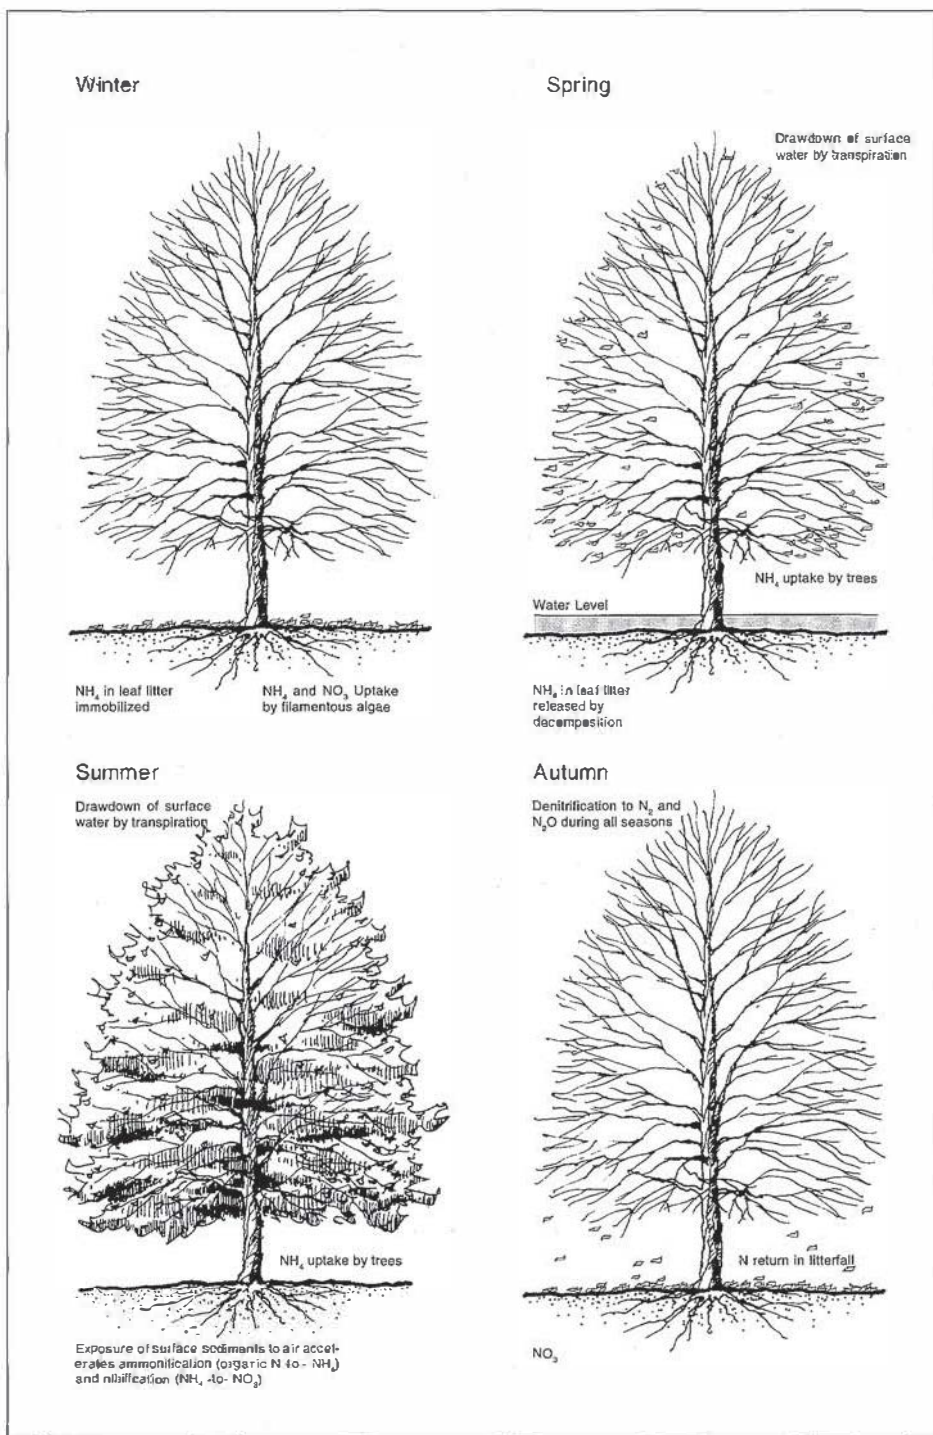 Winter
NH₄ in leaf litter
immobilized
NH₄ and NO₃ Uptake
by filamentous algae
Spring
Drawdown of surface
water by transpiration
NH₄ uptake by trees
Water Level
NH₄ in leaf litter
released by
decomposition
Summer
Drawdown of surface
water by transpiration
NH₄ uptake by trees
Exposure of surface sediments to air accel-
erates ammonification (organic N -to- NH₄)
and nitrification (NH₄ -to- NO₃)
Autumn
Denitrification to N₂ and
N₂O during all seasons
N return in litterfall
NO₃